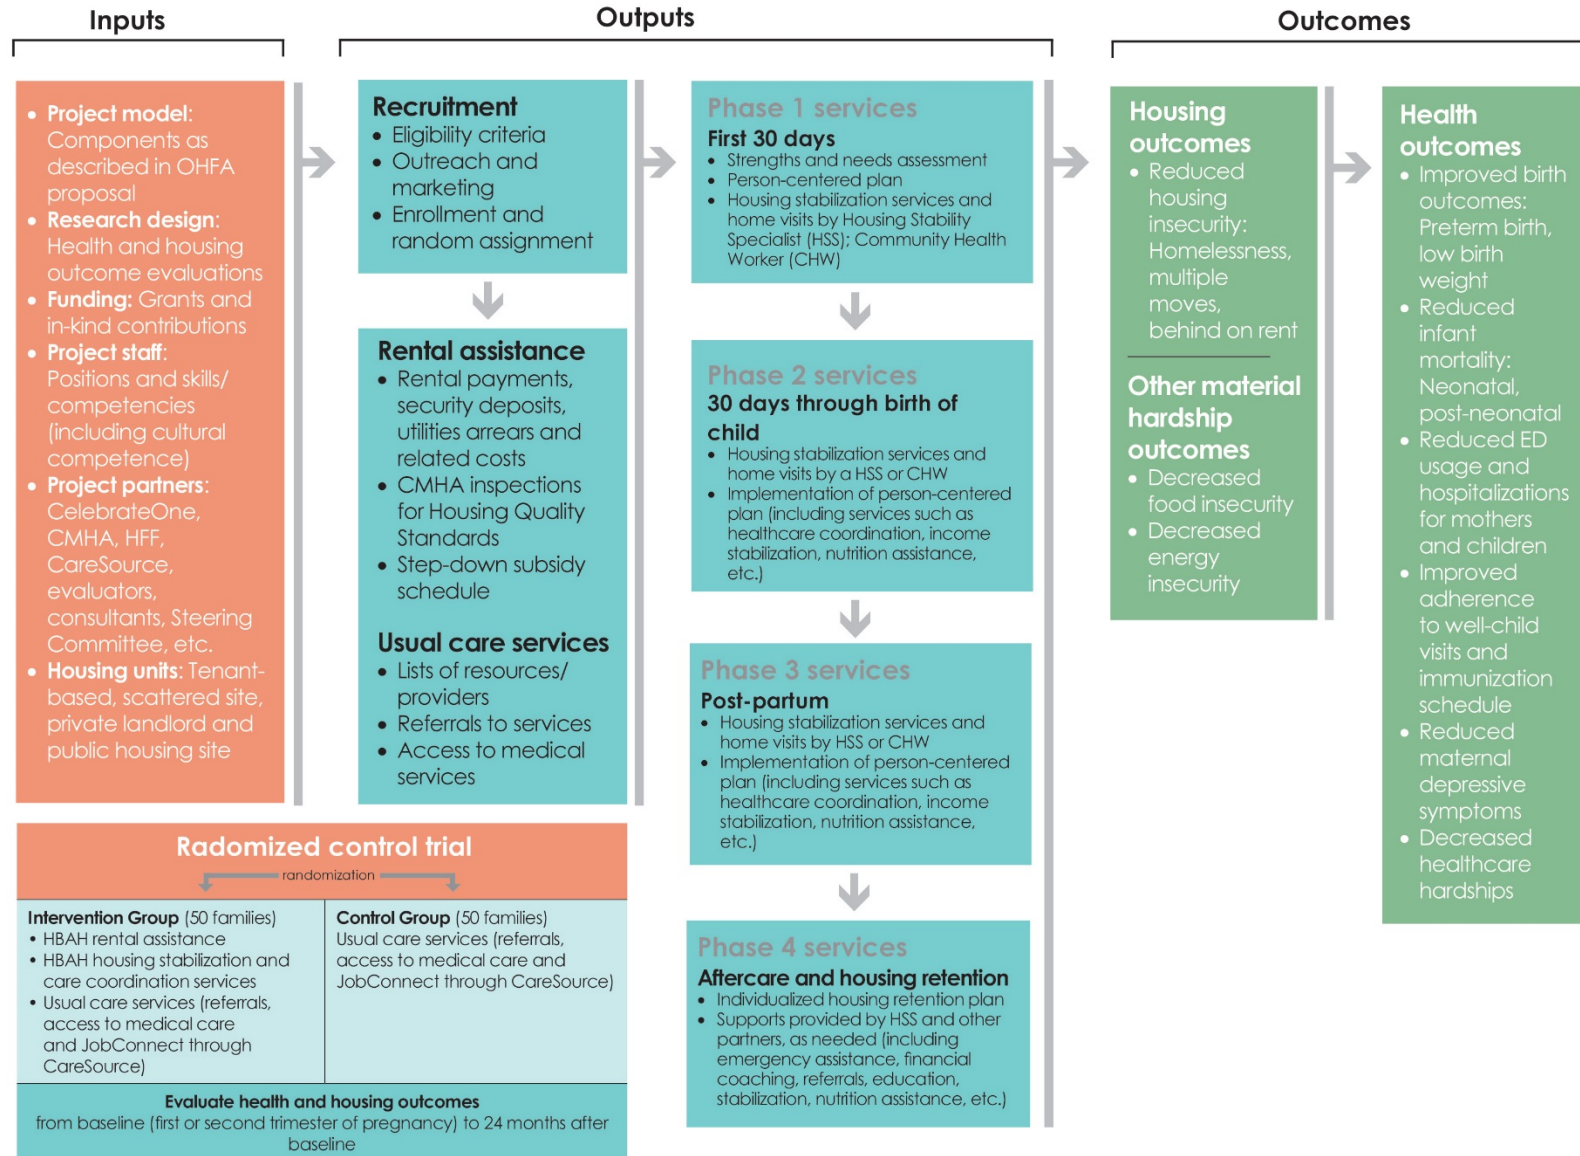 Inputs
Outputs
Outcomes
• Project model:
Components as
described in OHFA
proposal
• Research design:
Health and housing
outcome evaluations
• Funding: Grants and
in-kind contributions
• Project staff:
Positions and skills/
competencies
(including cultural
competence)
• Project partners:
CelebrateOne,
CMHA, HFF,
CareSource,
evaluators,
consultants, Steering
Committee, etc.
• Housing units: Tenant-
based, scattered site,
private landlord and
public housing site
Recruitment
• Eligibility criteria
• Outreach and
marketing
• Enrollment and
random assignment
Rental assistance
• Rental payments,
security deposits,
utilities arrears and
related costs
• CMHA inspections
for Housing Quality
Standards
• Step-down subsidy
schedule
Usual care services
• Lists of resources/
providers
• Referrals to services
• Access to medical
services
Phase 1 services
First 30 days
• Strengths and needs assessment
• Person-centered plan
• Housing stabilization services and
home visits by Housing Stability
Specialist (HSS); Community Health
Worker (CHW)
Phase 2 services
30 days through birth of
child
• Housing stabilization services and
home visits by a HSS or CHW
• Implementation of person-centered
plan (including services such as
healthcare coordination, income
stabilization, nutrition assistance,
etc.)
Phase 3 services
Post-partum
• Housing stabilization services and
home visits by HSS or CHW
• Implementation of person-centered
plan (including services such as
healthcare coordination, income
stabilization, nutrition assistance,
etc.)
Phase 4 services
Aftercare and housing retention
• Individualized housing retention plan
• Supports provided by HSS and other
partners, as needed (including
emergency assistance, financial
coaching, referrals, education,
stabilization, nutrition assistance, etc.)
Housing
outcomes
• Reduced
housing
insecurity:
Homelessness,
multiple
moves,
behind on rent
Other material
hardship
outcomes
• Decreased
food insecurity
• Decreased
energy
insecurity
Health
outcomes
• Improved birth
outcomes:
Preterm birth,
low birth
weight
• Reduced
infant
mortality:
Neonatal,
post-neonatal
• Reduced ED
usage and
hospitalizations
for mothers
and children
• Improved
adherence
to well-child
visits and
immunization
schedule
• Reduced
maternal
depressive
symptoms
• Decreased
healthcare
hardships
Radomized control trial
randomization
Intervention Group (50 families)
• HBAH rental assistance
• HBAH housing stabilization and
care coordination services
• Usual care services (referrals,
access to medical care
and JobConnect through
CareSource)
Control Group (50 families)
Usual care services (referrals,
access to medical care and
JobConnect through CareSource)
Evaluate health and housing outcomes
from baseline (first or second trimester of pregnancy) to 24 months after
baseline